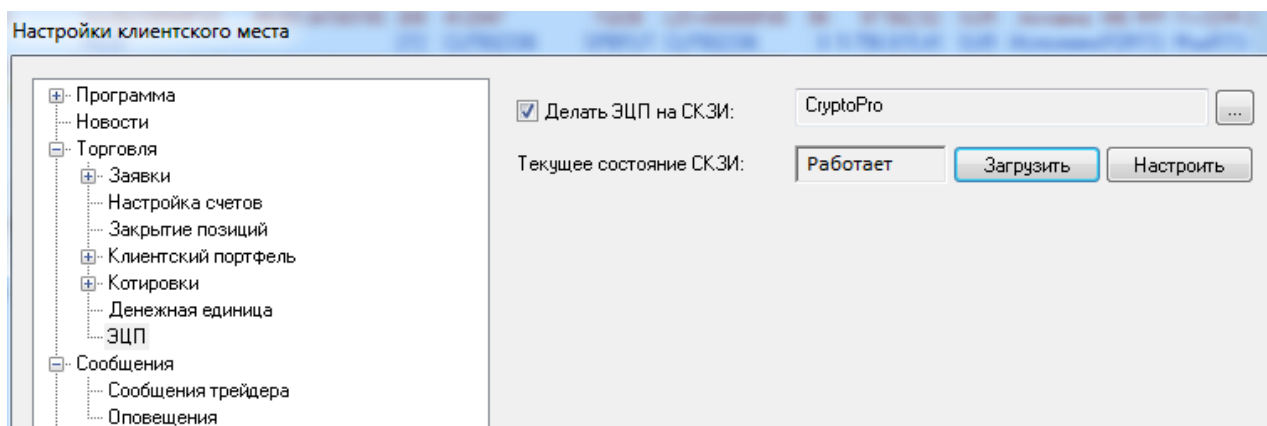 Настройки клиентского места
Программа
Новости
Торговля
Заявки
Настройка счетов
Закрытие позиций
Клиентский портфель
Котировки
Денежная единица
ЭЦП
Сообщения
Сообщения трейдера
Оповещения
Делать ЭЦП на СКЗИ: CryptoPro ...
Текущее состояние СКЗИ: Работает Загрузить Настроить